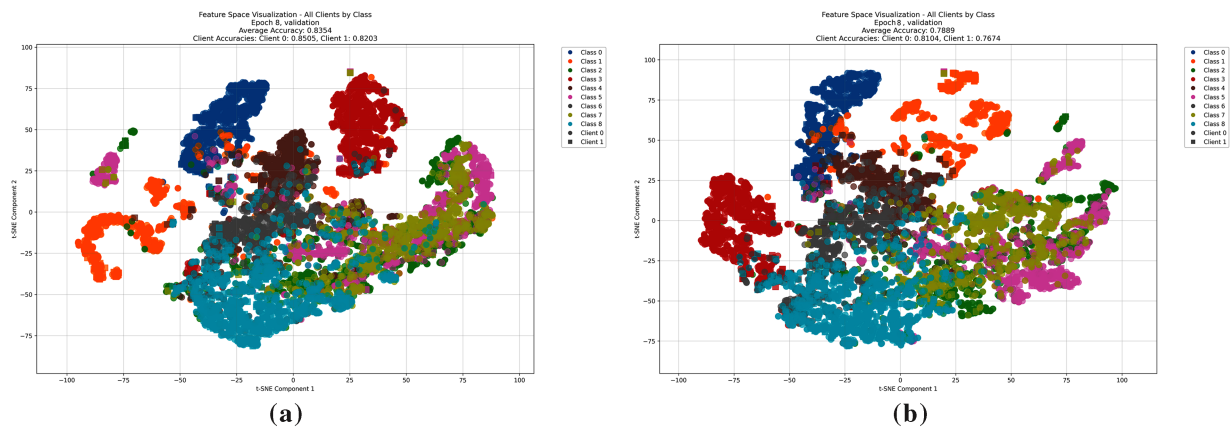 Feature Space Visualization - All Clients by Class
Epoch 8, validation
Average Accuracy: 0.8354
Client Accuracies: Client 0: 0.8505, Client 1: 0.8203
100
75
50
25
0
−25
−50
−75
t-SNE Component 2
−100
−75
−50
−25
0
25
50
75
100
t-SNE Component 1
Class 0
Class 1
Class 2
Class 3
Class 4
Class 5
Class 6
Class 7
Class 8
Client 0
Client 1
(a)
Feature Space Visualization - All Clients by Class
Epoch 8, validation
Average Accuracy: 0.7889
Client Accuracies: Client 0: 0.8104, Client 1: 0.7674
100
75
50
25
0
−25
−50
−75
t-SNE Component 2
−100
−75
−50
−25
0
25
50
75
100
t-SNE Component 1
Class 0
Class 1
Class 2
Class 3
Class 4
Class 5
Class 6
Class 7
Class 8
Client 0
Client 1
(b)